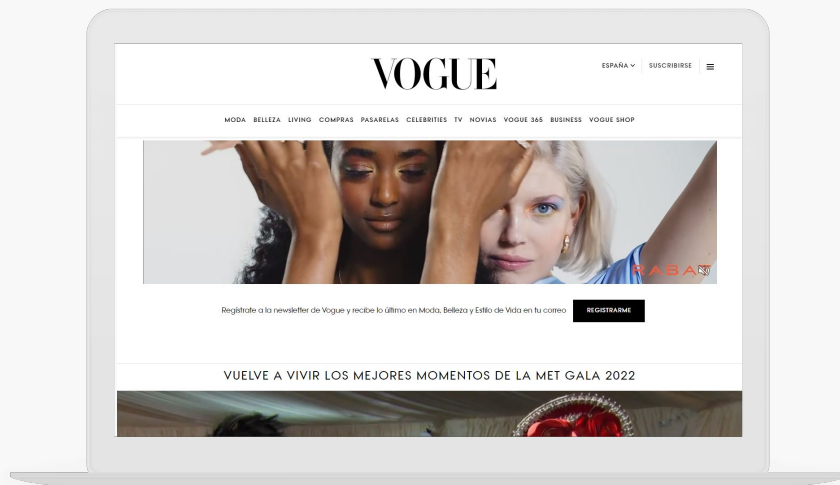 VOGUE
ESPAÑA
SUSCRIBIRSE
MODA BELLEZA LIVING COMPRAS PASARELAS CELEBRITIES TV NOVIAS VOGUE 365 BUSINESS VOGUE SHOP
RABAT
Regístrate a la newsletter de Vogue y recibe lo último en Moda, Belleza y Estilo de Vida en tu correo
REGISTRARME
VUELVE A VIVIR LOS MEJORES MOMENTOS DE LA MET GALA 2022